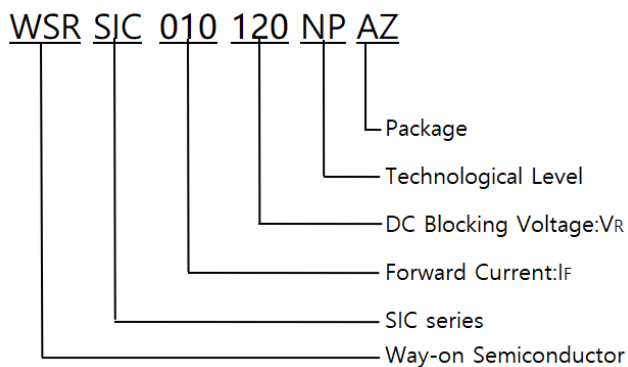 WSR SIC 010 120 NP AZ
Package
Technological Level
DC Blocking Voltage:VR
Forward Current:IF
SIC series
Way-on Semiconductor